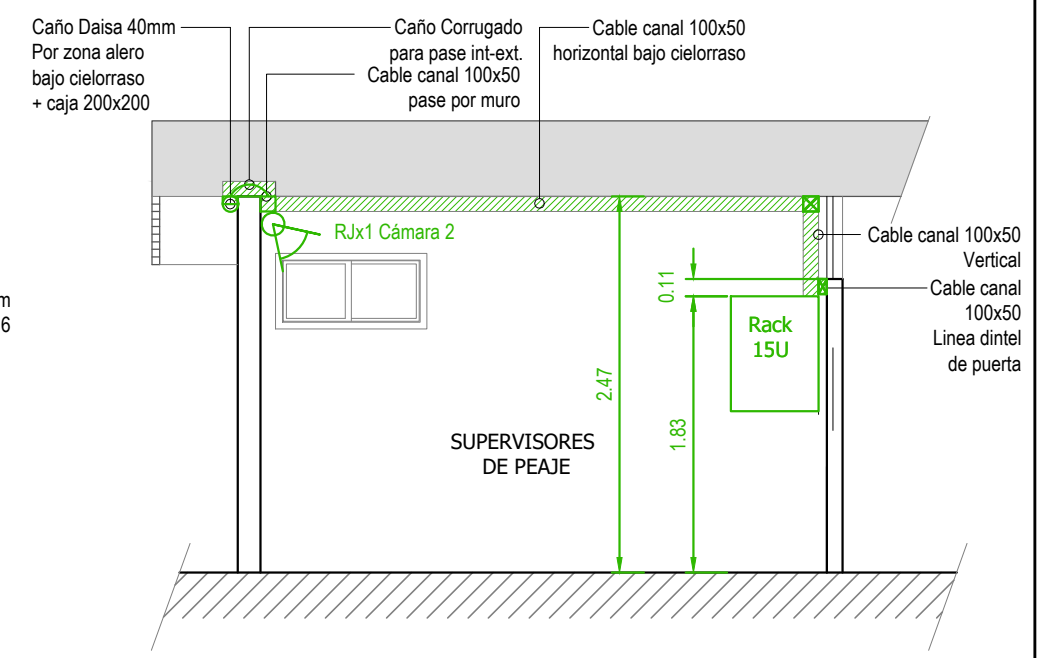 Caño Daisa 40mm
Por zona alero
bajo cielorraso
+ caja 200x200
Caño Corrugado
para pase int-ext.
Cable canal 100x50
pase por muro
Cable canal 100x50
horizontal bajo cielorraso
RJx1 Cámara 2
Cable canal 100x50
Vertical
Cable canal
100x50
Linea dintel
de puerta
m
6
0.11
Rack
15U
2.47
1.83
SUPERVISORES
DE PEAJE